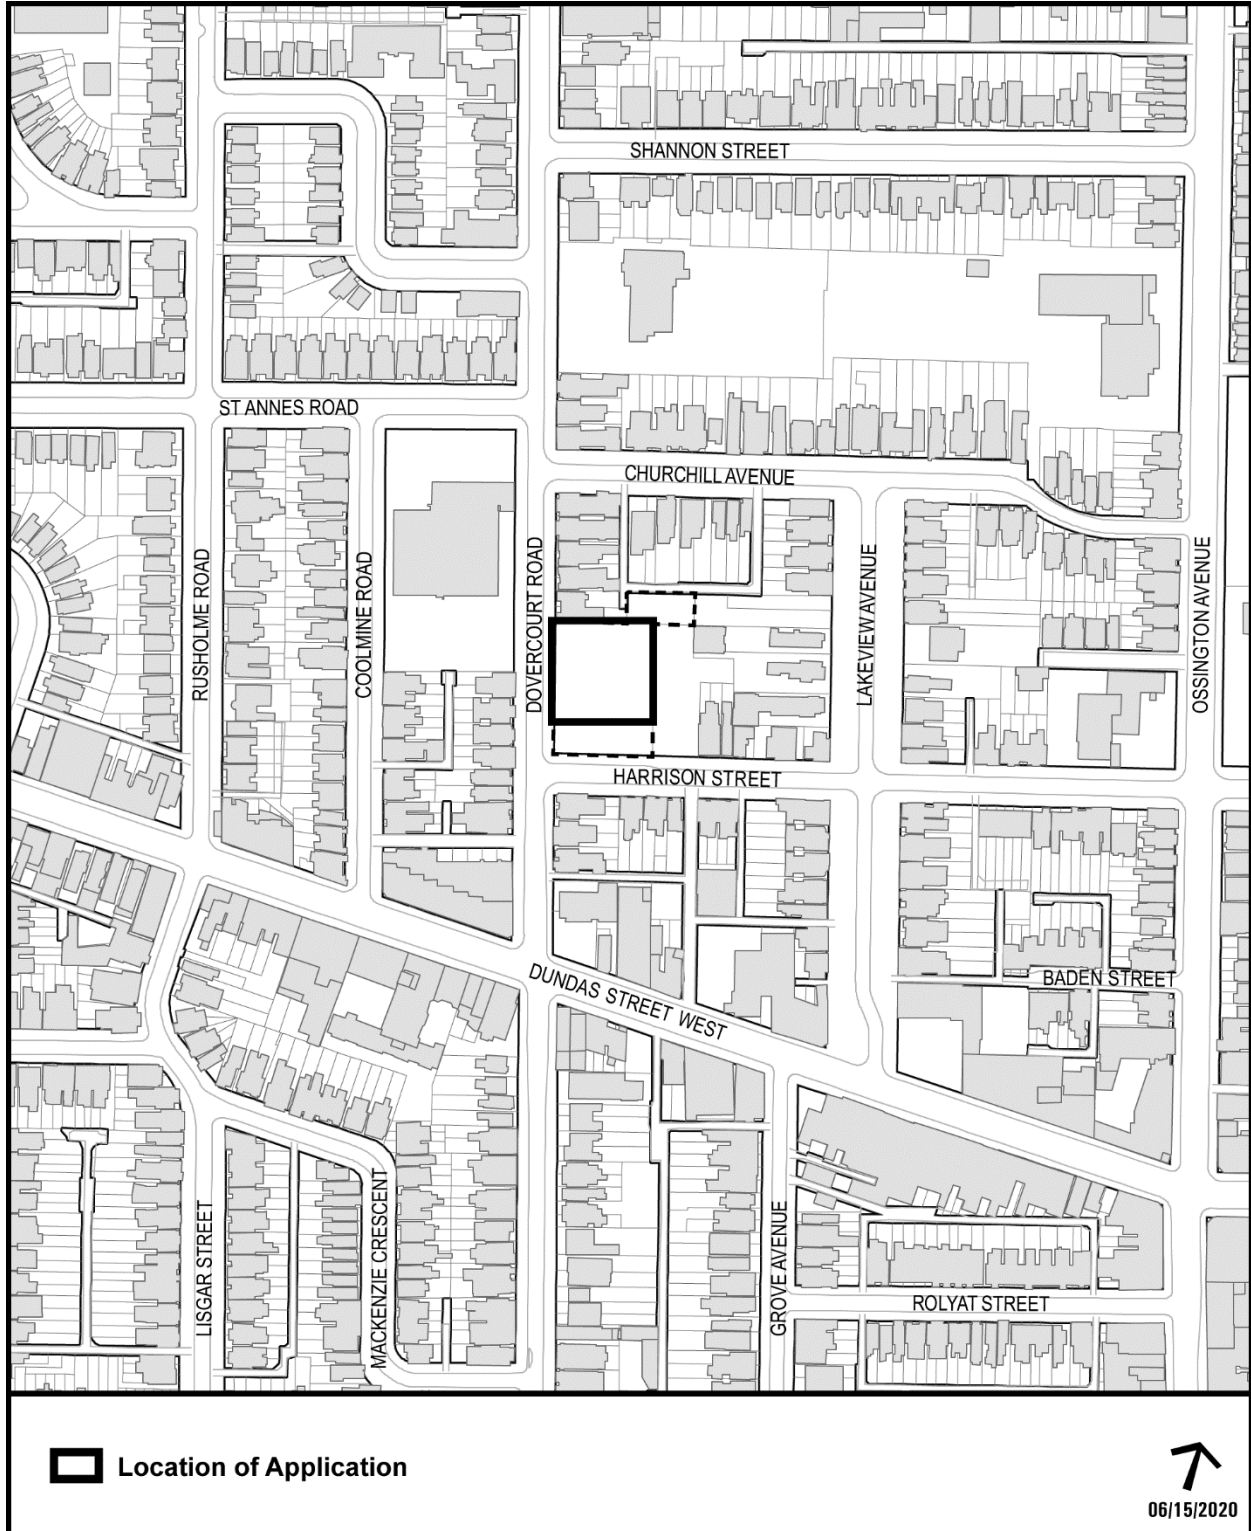 SHANNON STREET
ST ANNES ROAD
CHURCHILL AVENUE
RUSHOLME ROAD
COOLMINE ROAD
DOVERCOURT ROAD
LAKEVIEW AVENUE
OSSINGTON AVENUE
HARRISON STREET
DUNDAS STREET WEST
BADEN STREET
LISGAR STREET
MACKENZIE CRESCENT
GROVE AVENUE
ROLYAT STREET
Location of Application
06/15/2020